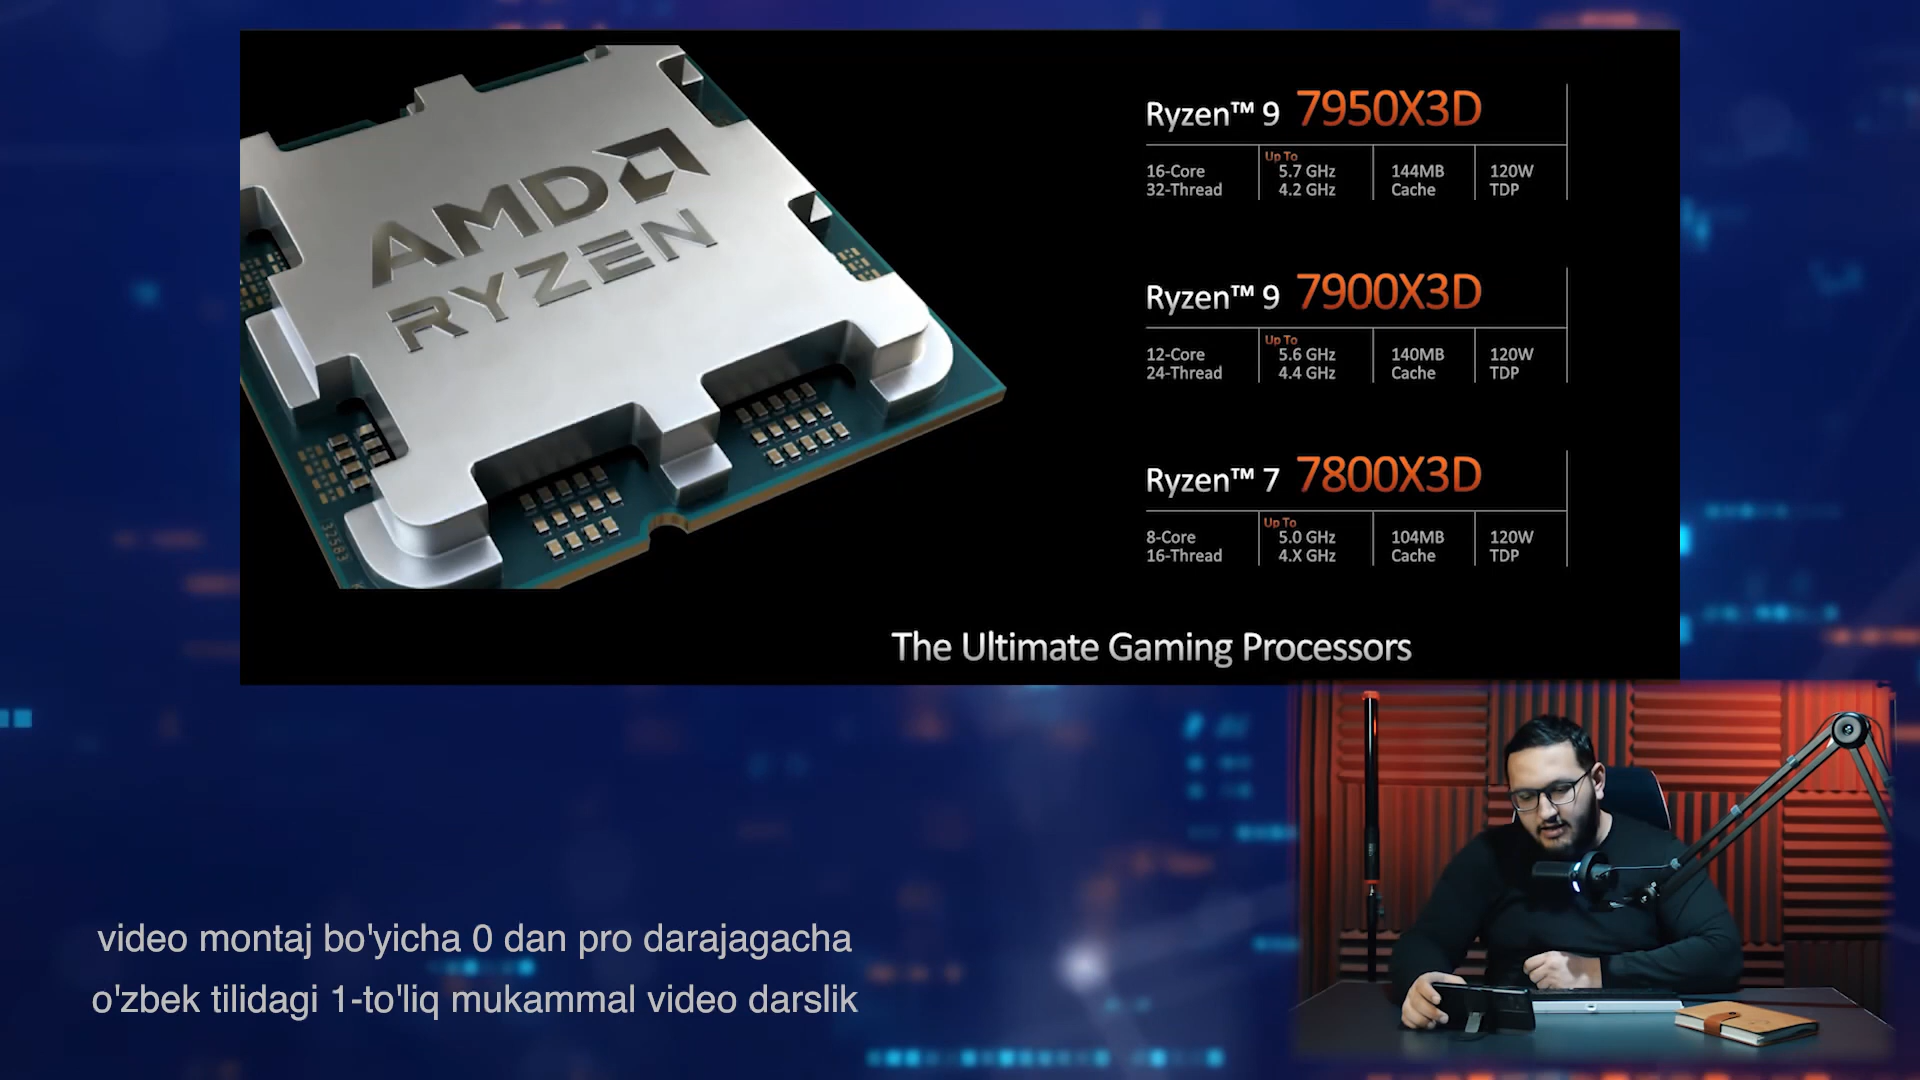 AMD
RYZEN
32583
Ryzen™ 9 7950X3D
16-Core
32-Thread
Up To
5.7 GHz
4.2 GHz
144MB
Cache
120W
TDP
Ryzen™ 9 7900X3D
12-Core
24-Thread
Up To
5.6 GHz
4.4 GHz
140MB
Cache
120W
TDP
Ryzen™ 7 7800X3D
8-Core
16-Thread
Up To
5.0 GHz
4.X GHz
104MB
Cache
120W
TDP
The Ultimate Gaming Processors
video montaj bo'yicha 0 dan pro darajagacha
o'zbek tilidagi 1-to'liq mukammal video darslik